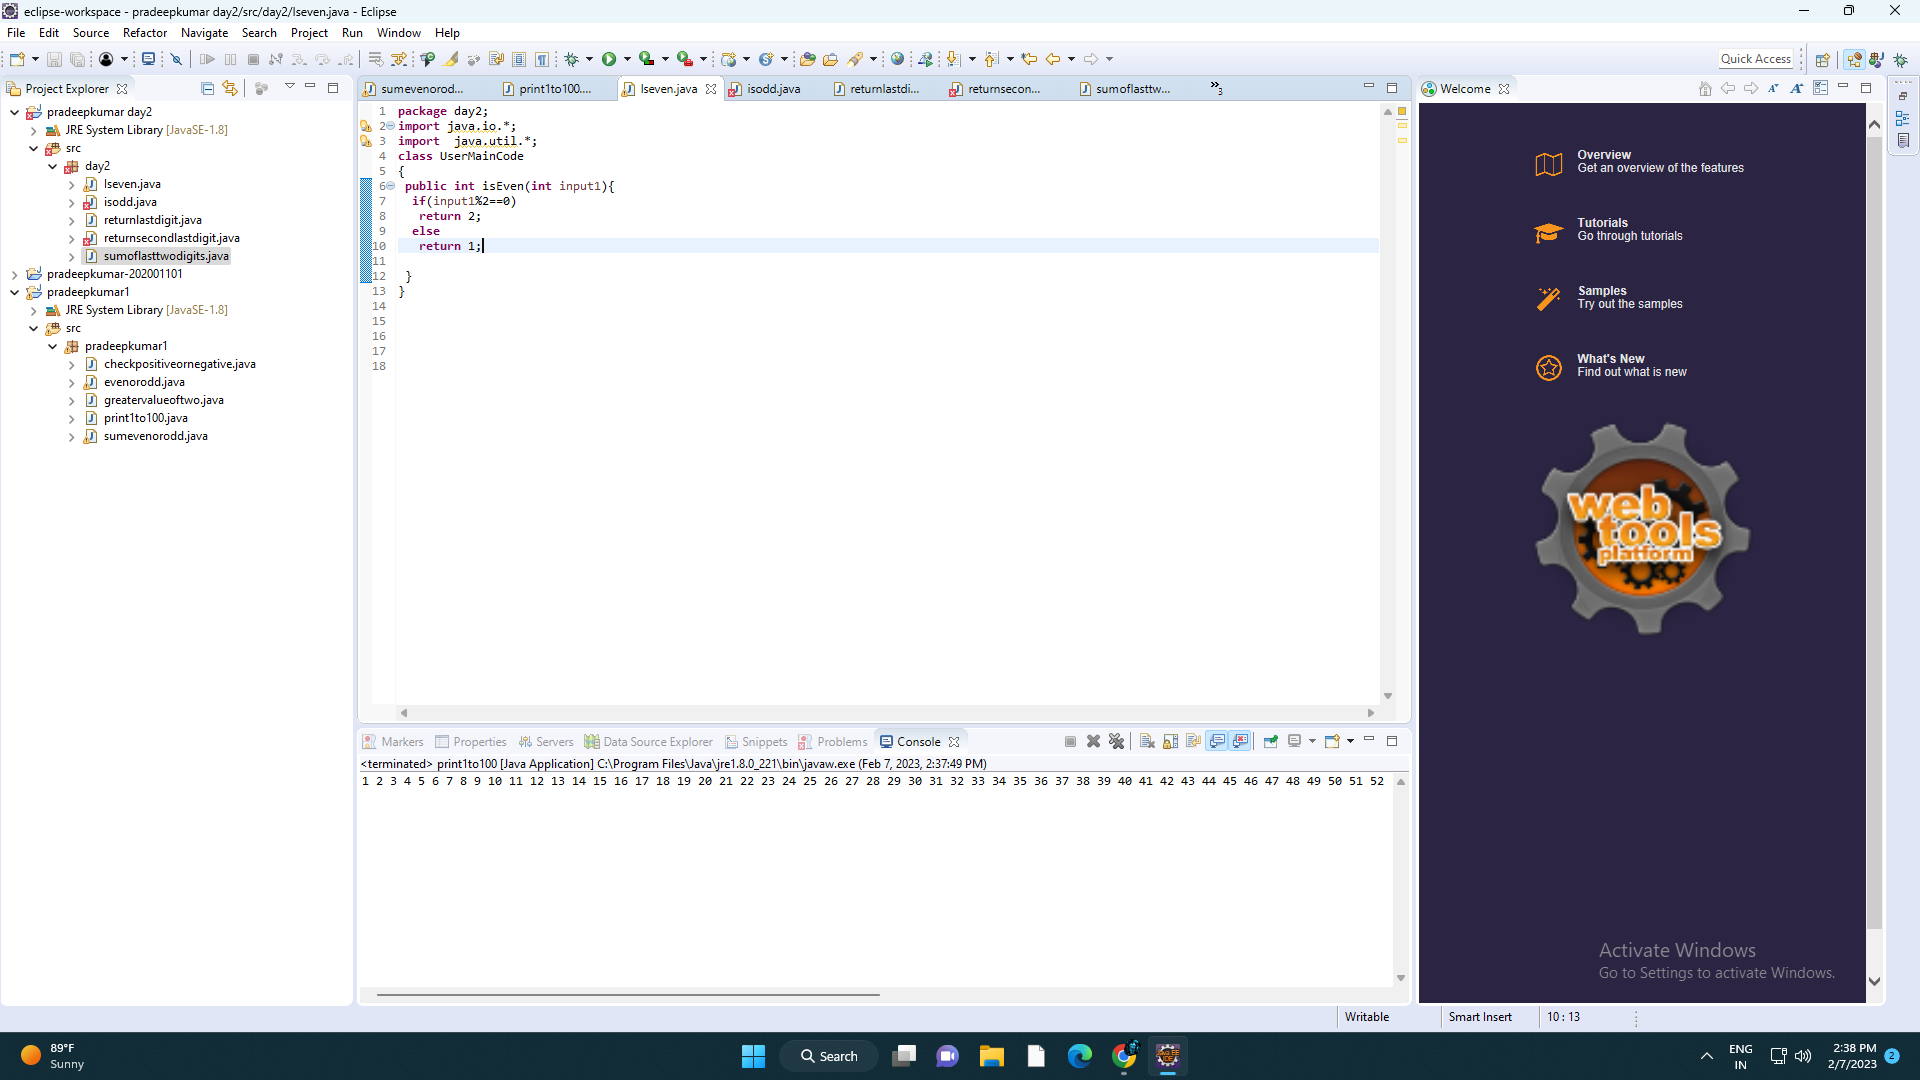 eclipse-workspace - pradeepkumar day2/src/day2/Iseven.java - Eclipse
File Edit Source Refactor Navigate Search Project Run Window Help
Quick Access
Project Explorer
pradeepkumar day2
JRE System Library [JavaSE-1.8]
src
day2
Iseven.java
isodd.java
returnlastdigit.java
returnsecondlastdigit.java
sumoflasttwodigits.java
pradeepkumar-202001101
pradeepkumar1
JRE System Library [JavaSE-1.8]
src
pradeepkumar1
checkpositiveornegative.java
evenorodd.java
greatervalueoftwo.java
print1to100.java
sumevenorodd.java
sumevenorod... print1to100.... Iseven.java isodd.java returnlastdi... returnsecon... sumoflasttw... »3
1 package day2;
2 import java.io.*;
3 import  java.util.*;
4 class UserMainCode
5 {
6  public int isEven(int input1){
7   if(input1%2==0)
8    return 2;
9   else
10    return 1;
11
12  }
13 }
14
15
16
17
18
Markers Properties Servers Data Source Explorer Snippets Problems Console
<terminated> print1to100 [Java Application] C:\Program Files\Java\jre1.8.0_221\bin\javaw.exe (Feb 7, 2023, 2:37:49 PM)
1 2 3 4 5 6 7 8 9 10 11 12 13 14 15 16 17 18 19 20 21 22 23 24 25 26 27 28 29 30 31 32 33 34 35 36 37 38 39 40 41 42 43 44 45 46 47 48 49 50 51 52
Welcome
Overview
Get an overview of the features
Tutorials
Go through tutorials
Samples
Try out the samples
What's New
Find out what is new
web
tools
platform
Activate Windows
Go to Settings to activate Windows.
Writable Smart Insert 10 : 13
89°F
Sunny
Search
ENG
IN
2:38 PM
2/7/2023
2